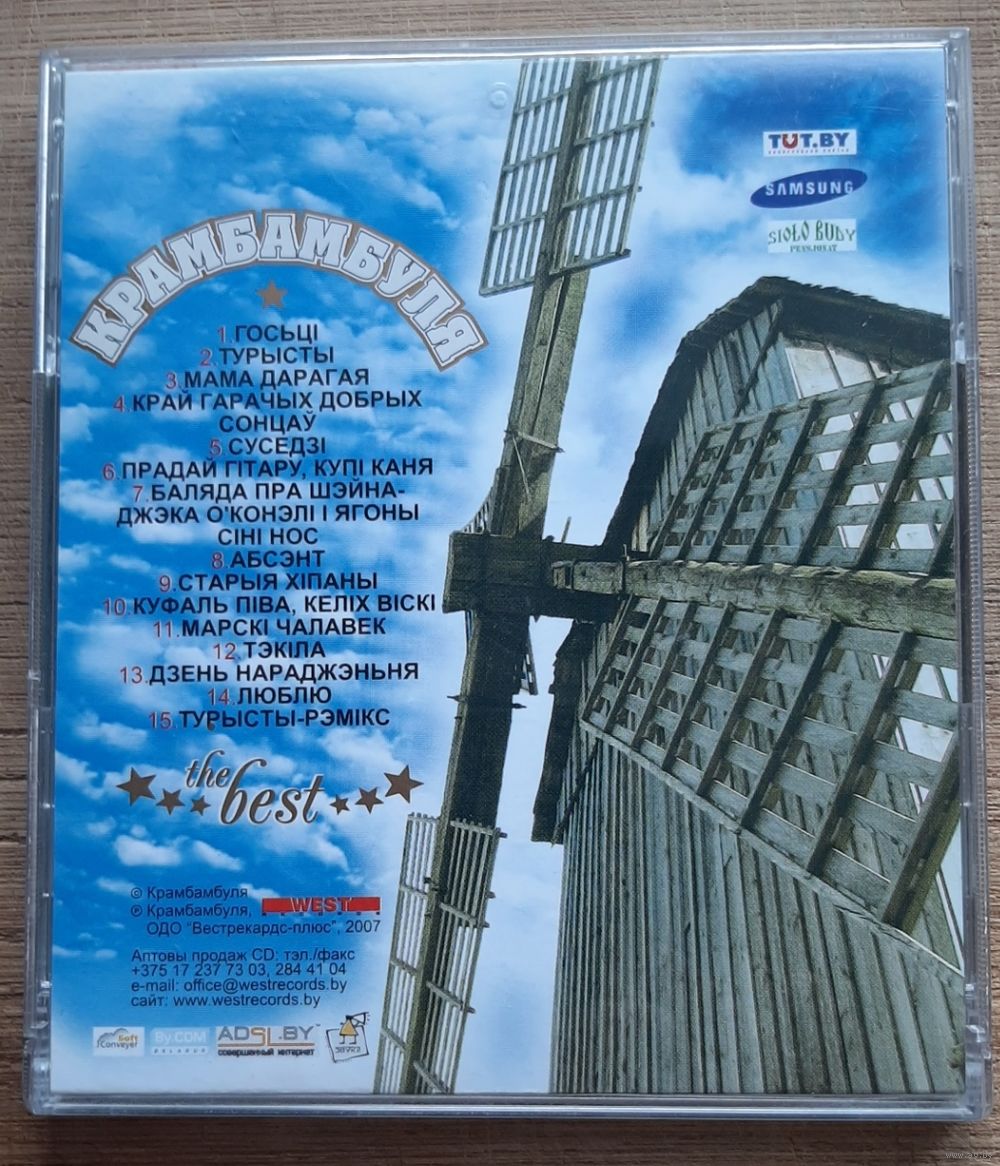 TUT.BY
SAMSUNG
SIOŁO BUDY
PENSJONAT
КРАМБАМБУЛЯ
1.ГОСЬЦІ
2.ТУРЫСТЫ
3.МАМА ДАРАГАЯ
4.КРАЙ ГАРАЧЫХ ДОБРЫХ
СОНЦАЎ
5.СУСЕДЗІ
6.ПРАДАЙ ГІТАРУ, КУПІ КАНЯ
7.БАЛЯДА ПРА ШЭЙНА-
ДЖЭКА О'КОНЭЛІ І ЯГОНЫ
СІНІ НОС
8.АБСЭНТ
9.СТАРЫЯ ХІПАНЫ
10.КУФАЛЬ ПІВА, КЕЛІХ ВІСКІ
11.МАРСКІ ЧАЛАВЕК
12.ТЭКІЛА
13.ДЗЕНЬ НАРАДЖЭНЬНЯ
14.ЛЮБЛЮ
15.ТУРЫСТЫ-РЭМІКС
the best
© Крамбамбуля
℗ Крамбамбуля, WEST
ОДО "Вестрекардс-плюс", 2007
Аптовы продаж CD: тэл./факс
+375 17 237 73 03, 284 41 04
e-mail: office@westrecords.by
сайт: www.westrecords.by
Soft Conveyer
By.COM
BELARUS
ADSL.BY
совершенный интернет